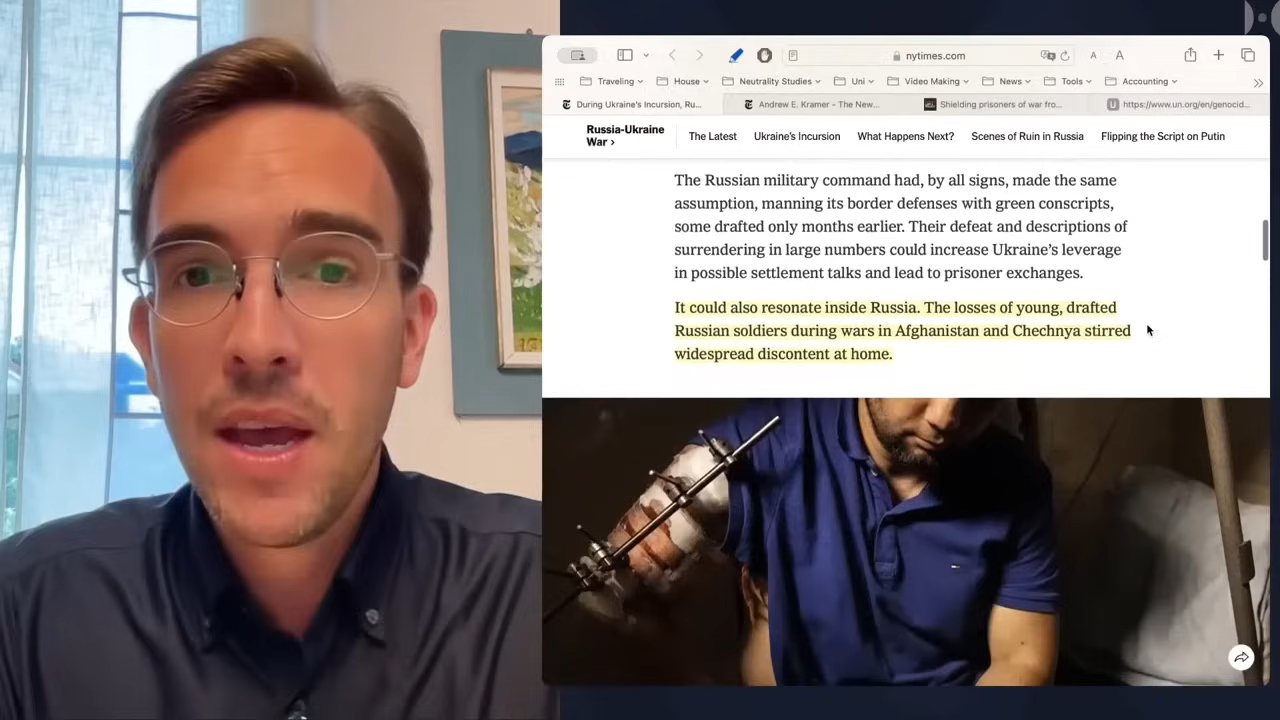 nytimes.com
A A
Traveling House Neutrality Studies Uni Video Making News Tools Accounting
During Ukraine's Incursion, Ru... Andrew E. Kramer - The New... Shielding prisoners of war fro... https://www.un.org/en/genocid...
Russia-Ukraine
War › The Latest Ukraine's Incursion What Happens Next? Scenes of Ruin in Russia Flipping the Script on Putin
The Russian military command had, by all signs, made the same
assumption, manning its border defenses with green conscripts,
some drafted only months earlier. Their defeat and descriptions of
surrendering in large numbers could increase Ukraine's leverage
in possible settlement talks and lead to prisoner exchanges.
It could also resonate inside Russia. The losses of young, drafted
Russian soldiers during wars in Afghanistan and Chechnya stirred
widespread discontent at home.